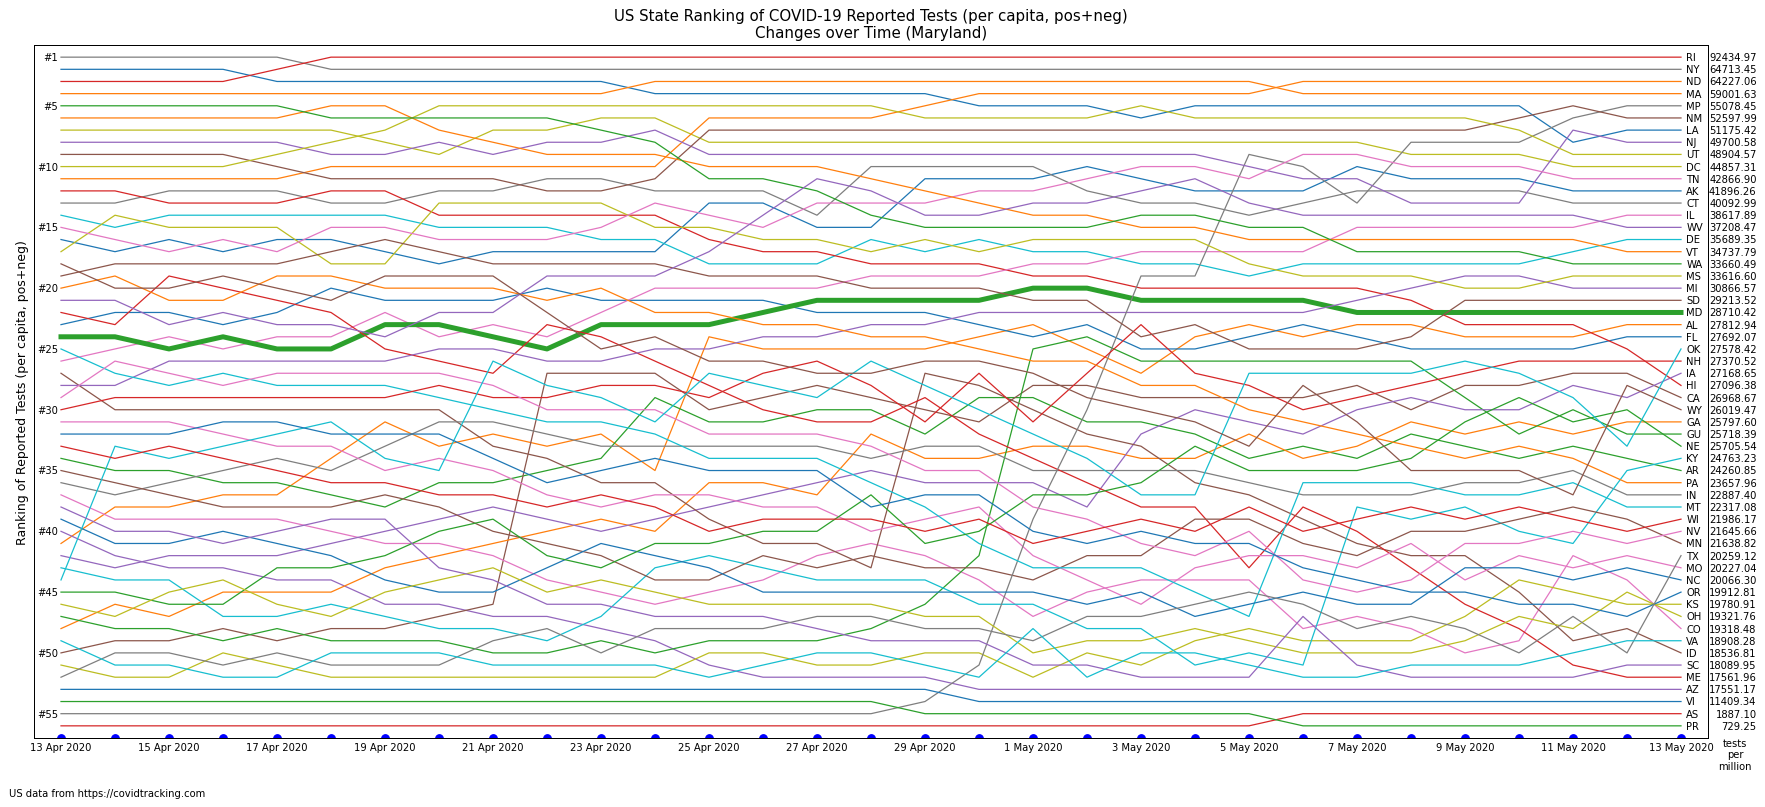 US State Ranking of COVID-19 Reported Tests (per capita, pos+neg)
Changes over Time (Maryland)
Ranking of Reported Tests (per capita, pos+neg)
#1
#5
#10
#15
#20
#25
#30
#35
#40
#45
#50
#55
RI 92434.97
NY 64713.45
ND 64227.06
MA 59001.63
MP 55078.45
NM 52597.99
LA 51175.42
NJ 49700.58
UT 48904.57
DC 44857.31
TN 42866.90
AK 41896.26
CT 40092.99
IL 38617.89
WV 37208.47
DE 35689.35
VT 34737.79
WA 33660.49
MS 33616.60
MI 30866.57
SD 29213.52
MD 28710.42
AL 27812.94
FL 27692.07
OK 27578.42
NH 27370.52
IA 27168.65
HI 27096.38
CA 26968.67
WY 26019.47
GA 25797.60
GU 25718.39
NE 25705.54
KY 24763.23
AR 24260.85
PA 23657.96
IN 22887.40
MT 22317.08
WI 21986.17
NV 21645.66
MN 21638.82
TX 20259.12
MO 20227.04
NC 20066.30
OR 19912.81
KS 19780.91
OH 19321.76
CO 19318.48
VA 18908.28
ID 18536.81
SC 18089.95
ME 17561.96
AZ 17551.17
VI 11409.34
AS 1887.10
PR 729.25
13 Apr 2020 15 Apr 2020 17 Apr 2020 19 Apr 2020 21 Apr 2020 23 Apr 2020 25 Apr 2020 27 Apr 2020 29 Apr 2020 1 May 2020 3 May 2020 5 May 2020 7 May 2020 9 May 2020 11 May 2020 13 May 2020
tests
per
million
US data from https://covidtracking.com